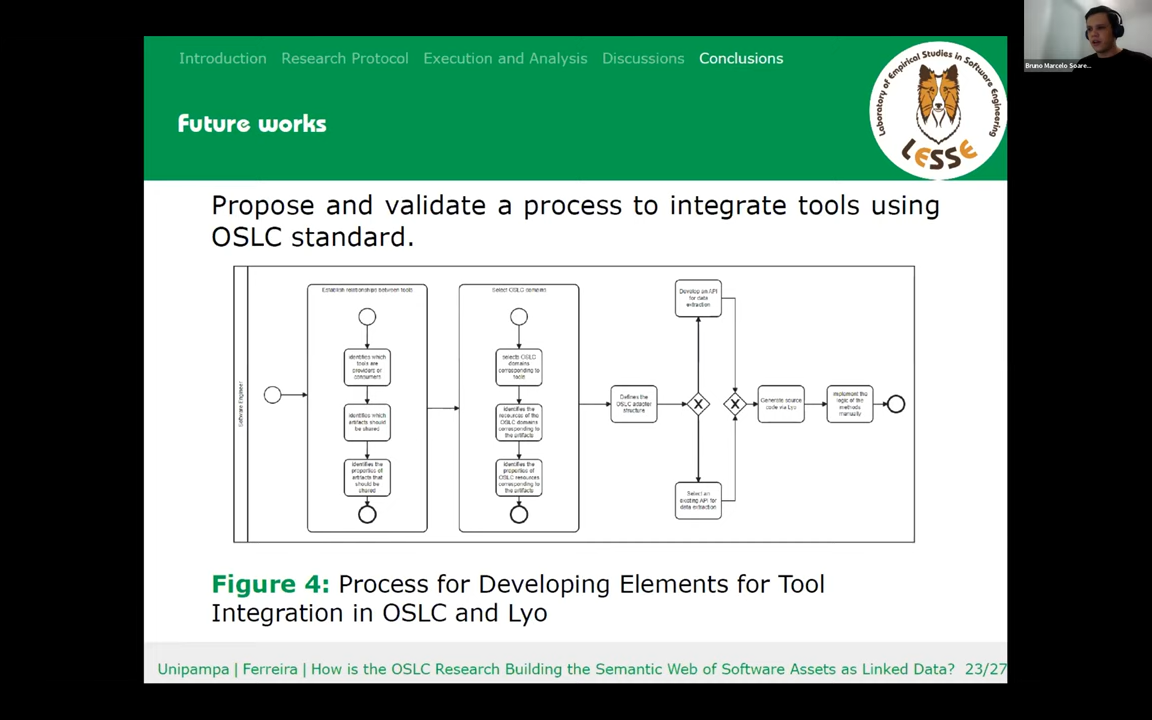 Introduction Research Protocol Execution and Analysis Discussions Conclusions
Future works
Laboratory of Empirical Studies in Software Engineering
LESSE
Bruno Marcelo Soare...
Propose and validate a process to integrate tools using
OSLC standard.
Software Engineer
Establish relationships between tools
identifies which
tools are
providers or
consumers
identifies which
artifacts should
be shared
identifies the
properties of
artifacts that
should be
shared
Select OSLC domains
selects OSLC
domains
corresponding to
tools
identifies the
resources of the
OSLC domains
corresponding to
the artifacts
identifies the
properties of
OSLC resources
corresponding to
the artifacts
Defines the
OSLC adapter
structure
Develop an API
for data
extraction
Select an
existing API for
data extraction
X
X
Generate source
code via Lyo
Implement the
logic of the
methods
manually
Figure 4: Process for Developing Elements for Tool
Integration in OSLC and Lyo
Unipampa | Ferreira | How is the OSLC Research Building the Semantic Web of Software Assets as Linked Data? 23/27